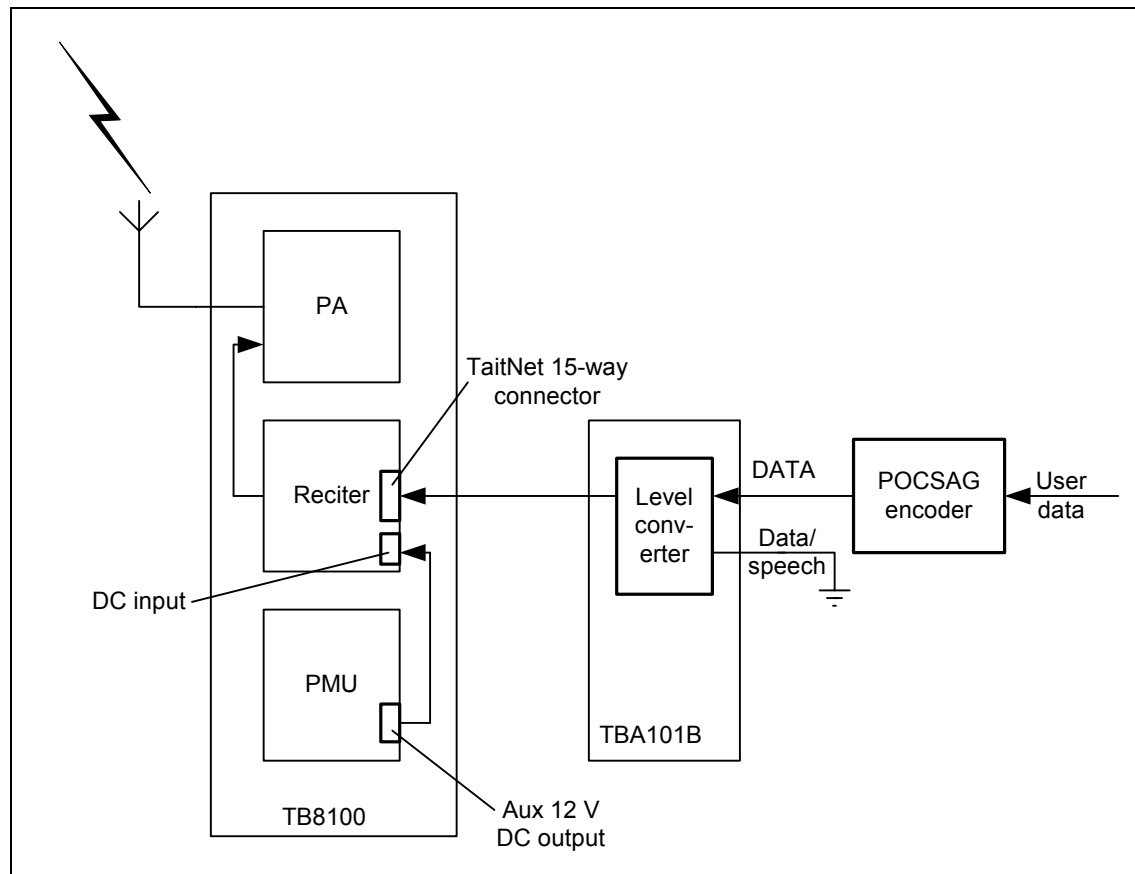 PA
TaitNet 15-way
connector
Reciter
Level
conv-
erter
DATA
POCSAG
encoder
User
data
Data/
speech
DC input
PMU
TBA101B
TB8100
Aux 12 V
DC output